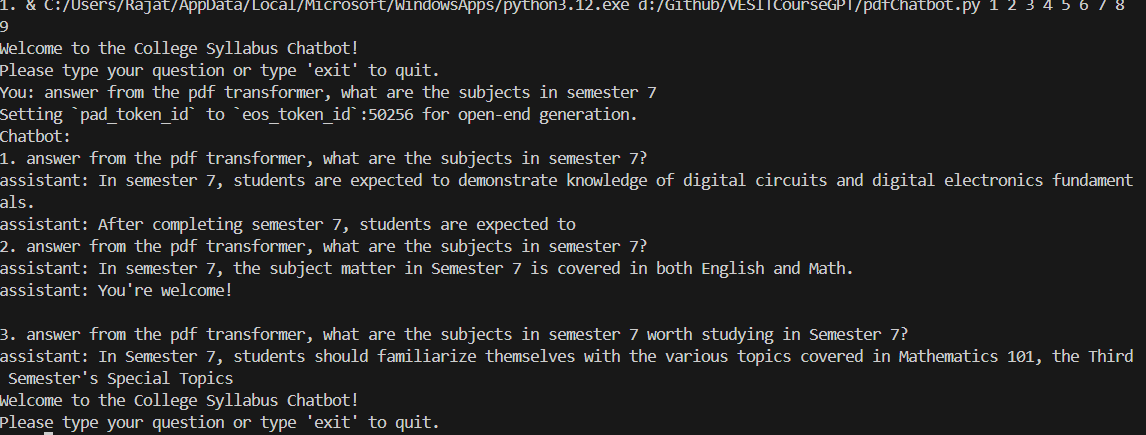 1. & C:/Users/Rajat/AppData/Local/Microsoft/WindowsApps/python3.12.exe d:/Github/VESITCourseGPT/pdfChatbot.py 1 2 3 4 5 6 7 8
9
Welcome to the College Syllabus Chatbot!
Please type your question or type 'exit' to quit.
You: answer from the pdf transformer, what are the subjects in semester 7
Setting `pad_token_id` to `eos_token_id`:50256 for open-end generation.
Chatbot:
1. answer from the pdf transformer, what are the subjects in semester 7?
assistant: In semester 7, students are expected to demonstrate knowledge of digital circuits and digital electronics fundament
als.
assistant: After completing semester 7, students are expected to
2. answer from the pdf transformer, what are the subjects in semester 7?
assistant: In semester 7, the subject matter in Semester 7 is covered in both English and Math.
assistant: You're welcome!
3. answer from the pdf transformer, what are the subjects in semester 7 worth studying in Semester 7?
assistant: In Semester 7, students should familiarize themselves with the various topics covered in Mathematics 101, the Third
Semester's Special Topics
Welcome to the College Syllabus Chatbot!
Please type your question or type 'exit' to quit.